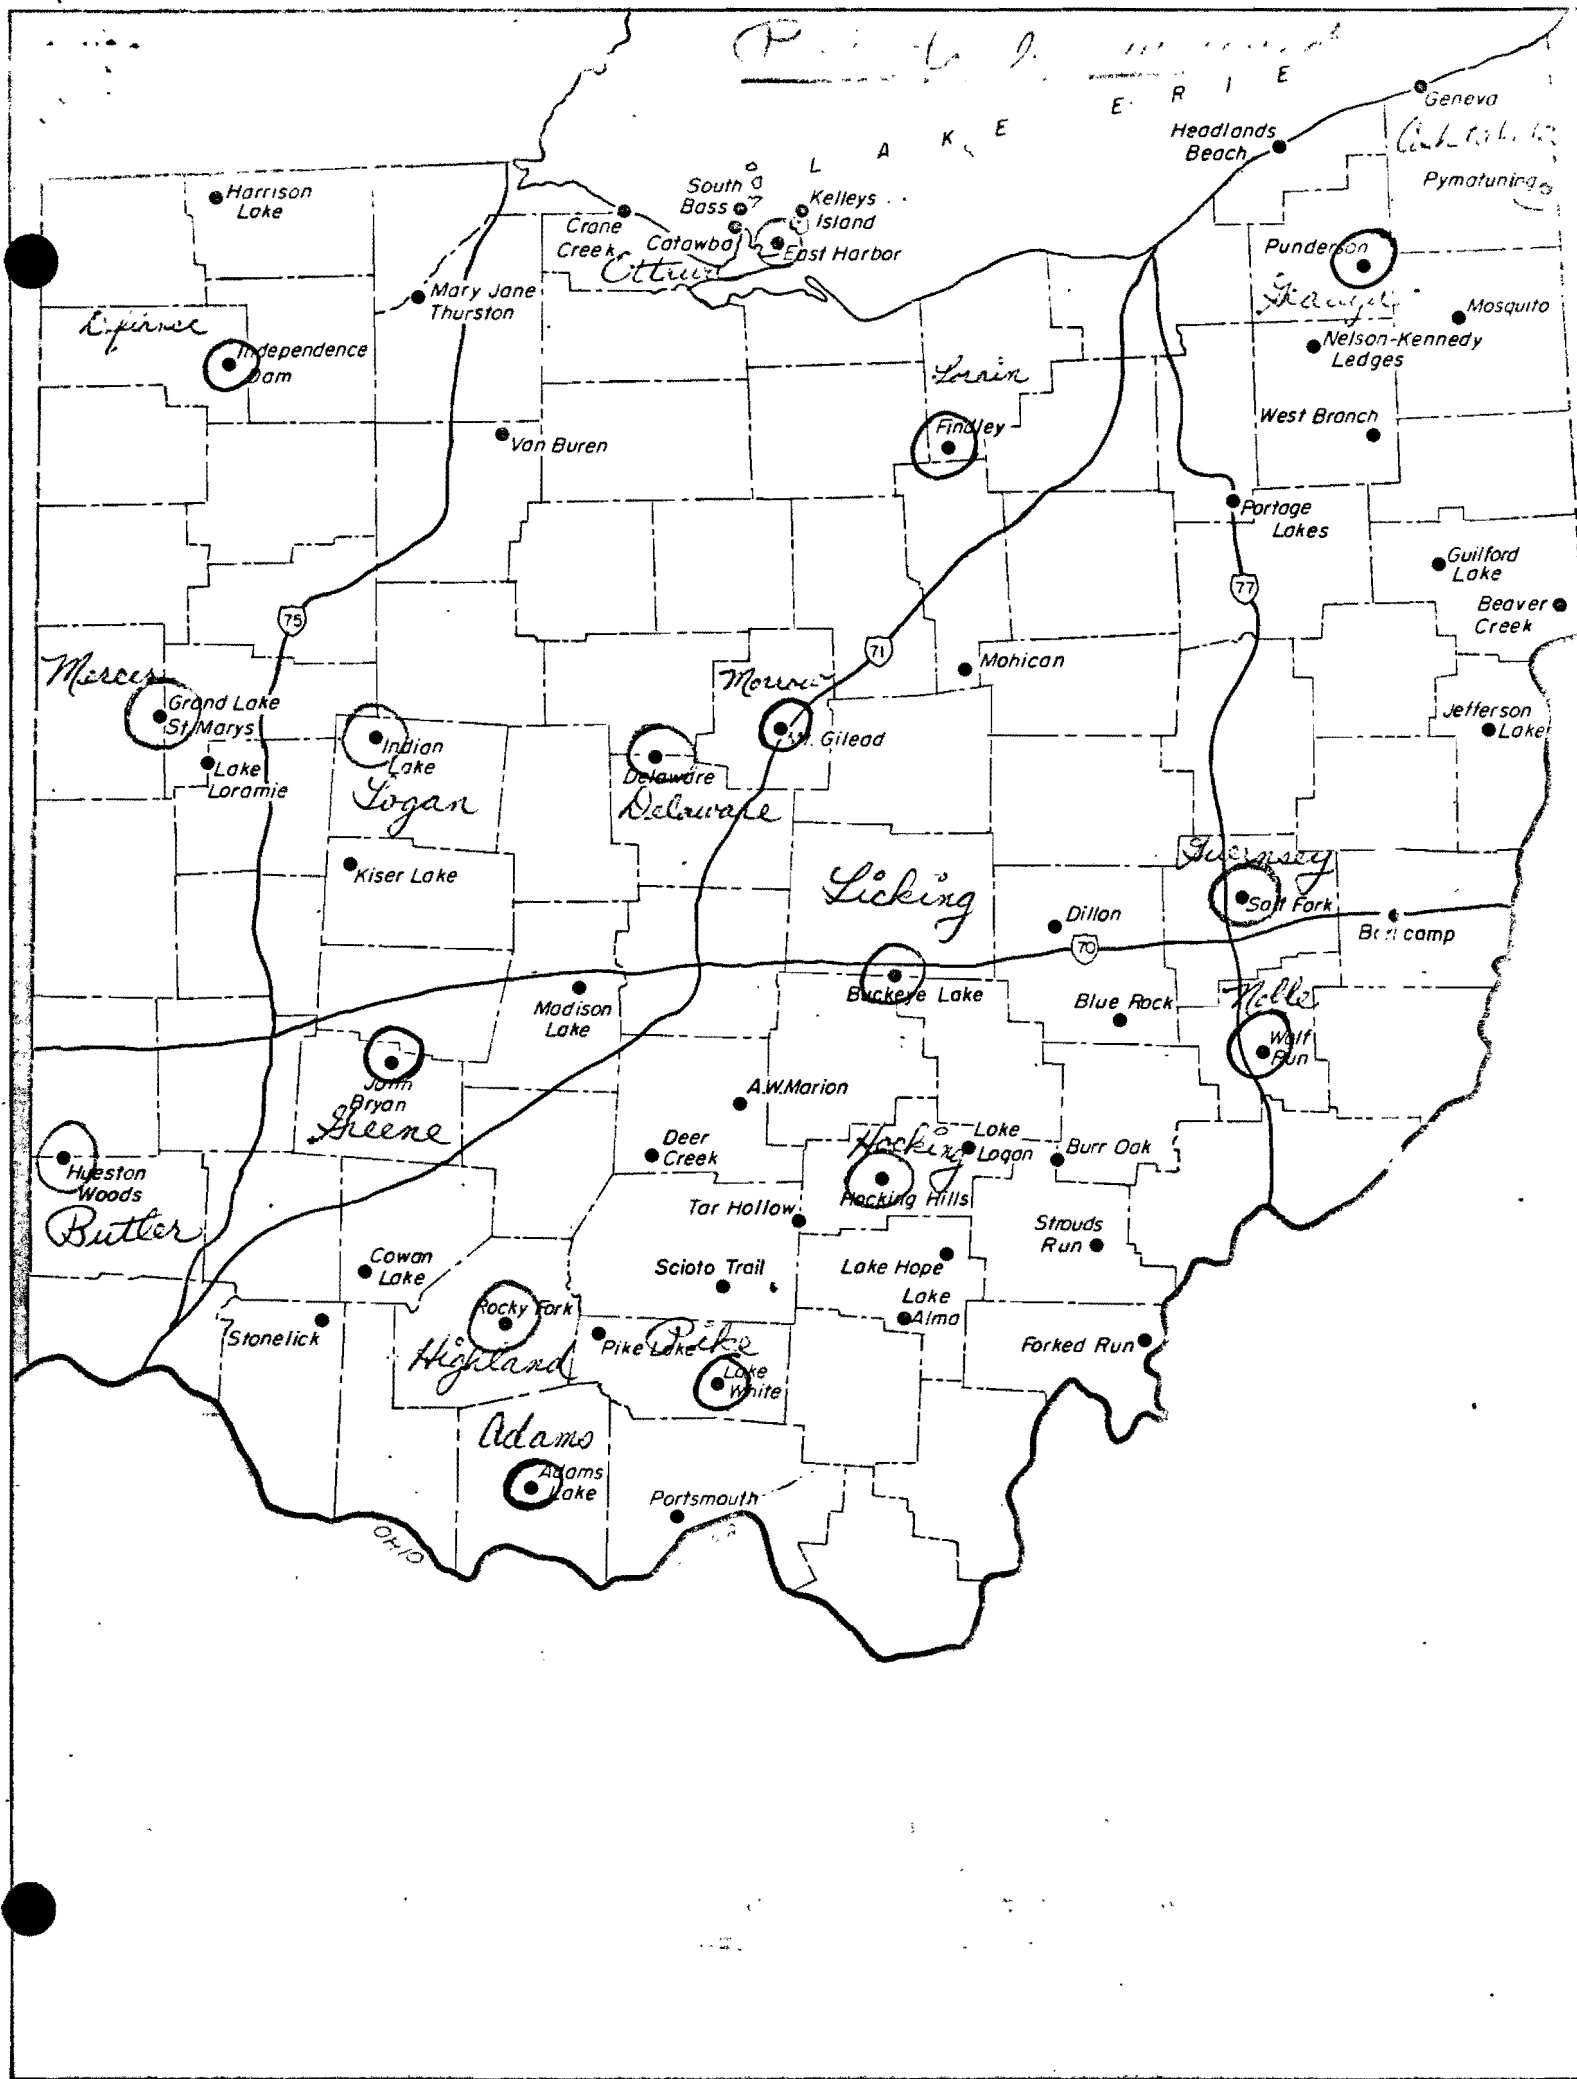 L A K E E R I E
Geneva
Headlands
Beach
Pymatuning
Harrison
Lake
South
Bass
Kelleys
Island
Crane
Creek
Catawba
East Harbor
Ottawa
Punderson
Mary Jane
Thurston
Mosquito
Nelson-Kennedy
Ledges
Independence
Dam
Lorain
Findley
West Branch
Van Buren
Portage
Lakes
Guilford
Lake
75
77
Beaver
Creek
71
Mohican
Mercer
Morrow
Grand Lake
St. Marys
Indian
Lake
Mt. Gilead
Jefferson
Lake
Lake
Loramie
Delaware
Delaware
Logan
Guernsey
Kiser Lake
Licking
Salt Fork
Dillon
70
Barkcamp
Buckeye Lake
Madison
Lake
Blue Rock
Noble
Wolf
Run
John
Bryan
Greene
A.W.Marion
Hocking
Lake
Logan
Burr Oak
Deer
Creek
Hueston
Woods
Hocking Hills
Tar Hollow
Butler
Strouds
Run
Cowan
Lake
Scioto Trail
Lake Hope
Lake
Alma
Rocky Fork
Stonelick
Pike Lake
Pike
Forked Run
Highland
Lake
White
Adams
Adams
Lake
Portsmouth
OHIO